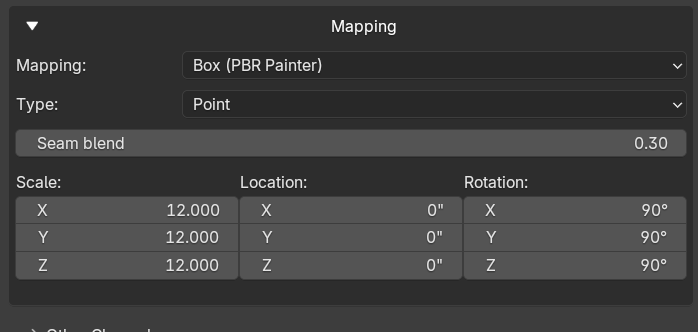 Mapping
Mapping: Box (PBR Painter)
Type: Point
Seam blend 0.30
Scale: Location: Rotation:
X 12.000 X 0" X 90°
Y 12.000 Y 0" Y 90°
Z 12.000 Z 0" Z 90°